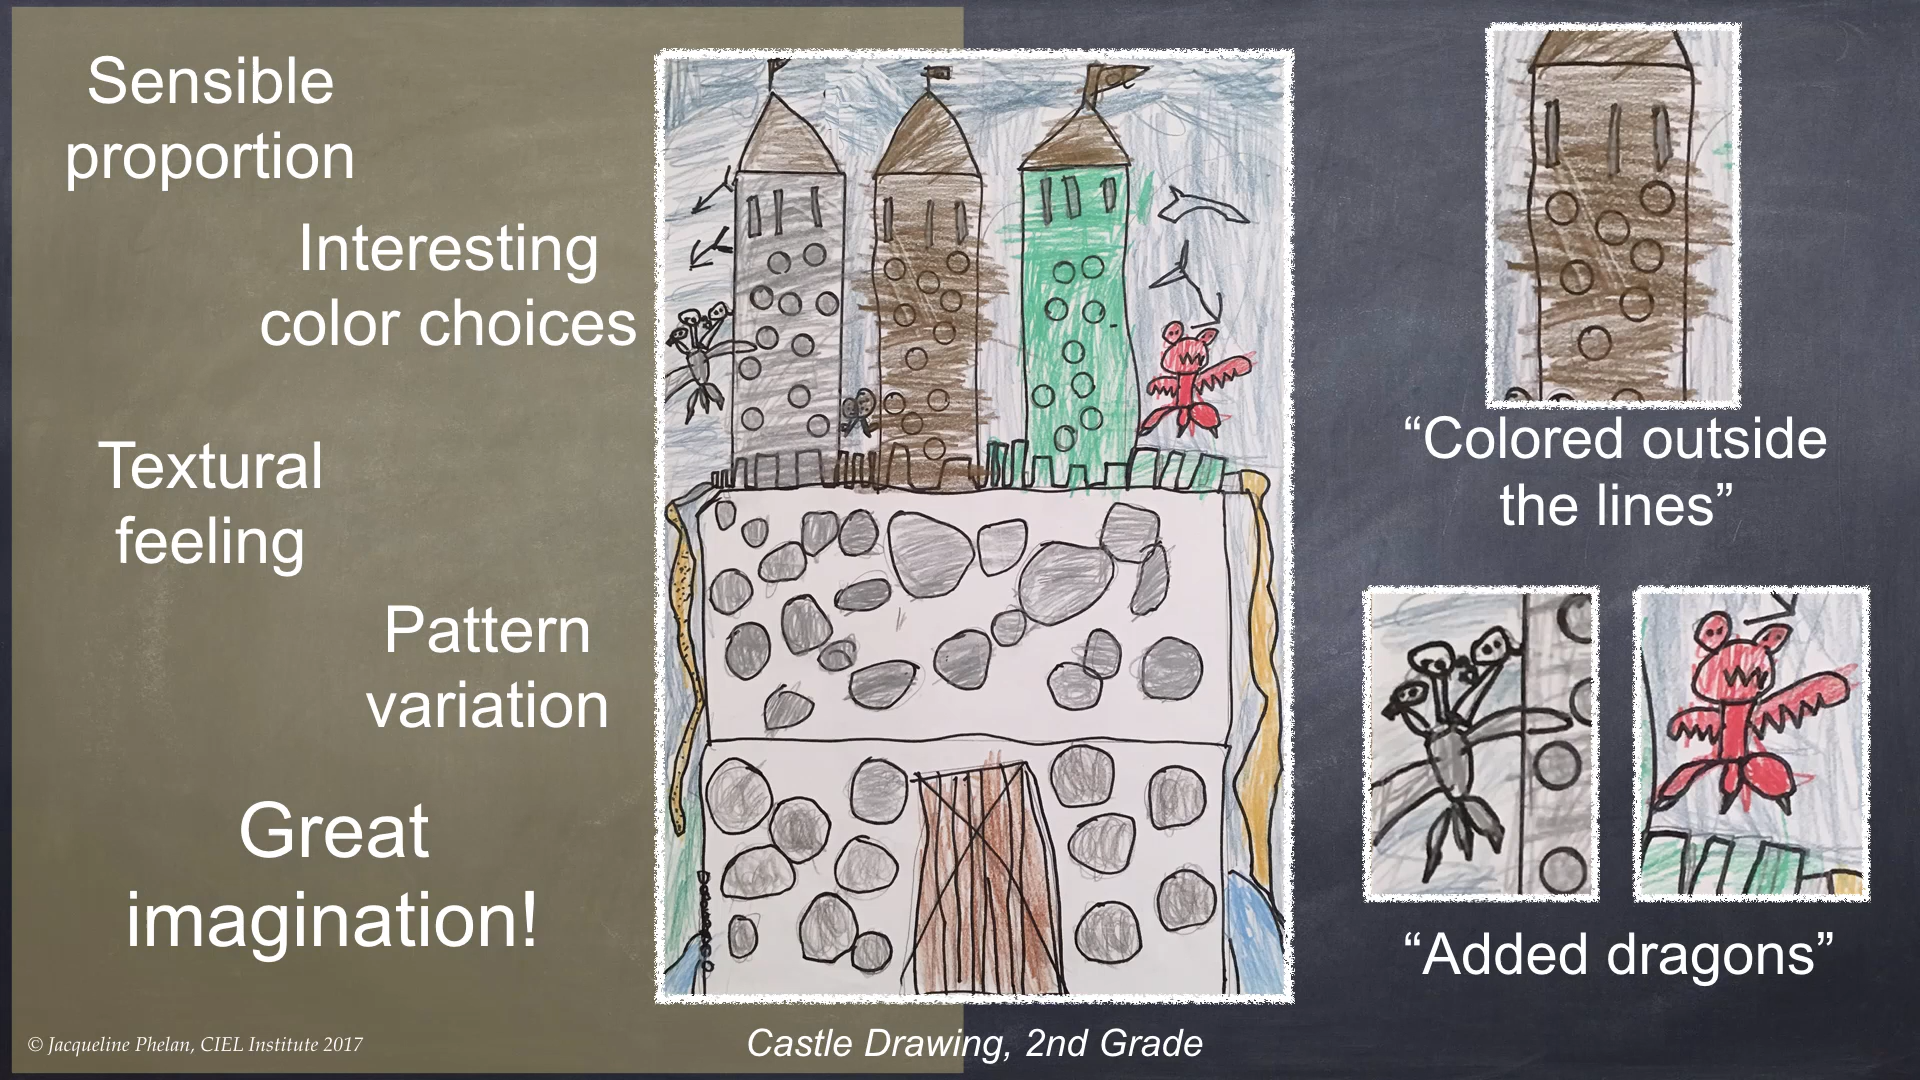 Sensible
proportion
Interesting
color choices
Textural
feeling
Pattern
variation
Great
imagination!
© Jacqueline Phelan, CIEL Institute 2017
Castle Drawing, 2nd Grade
“Colored outside
the lines”
“Added dragons”